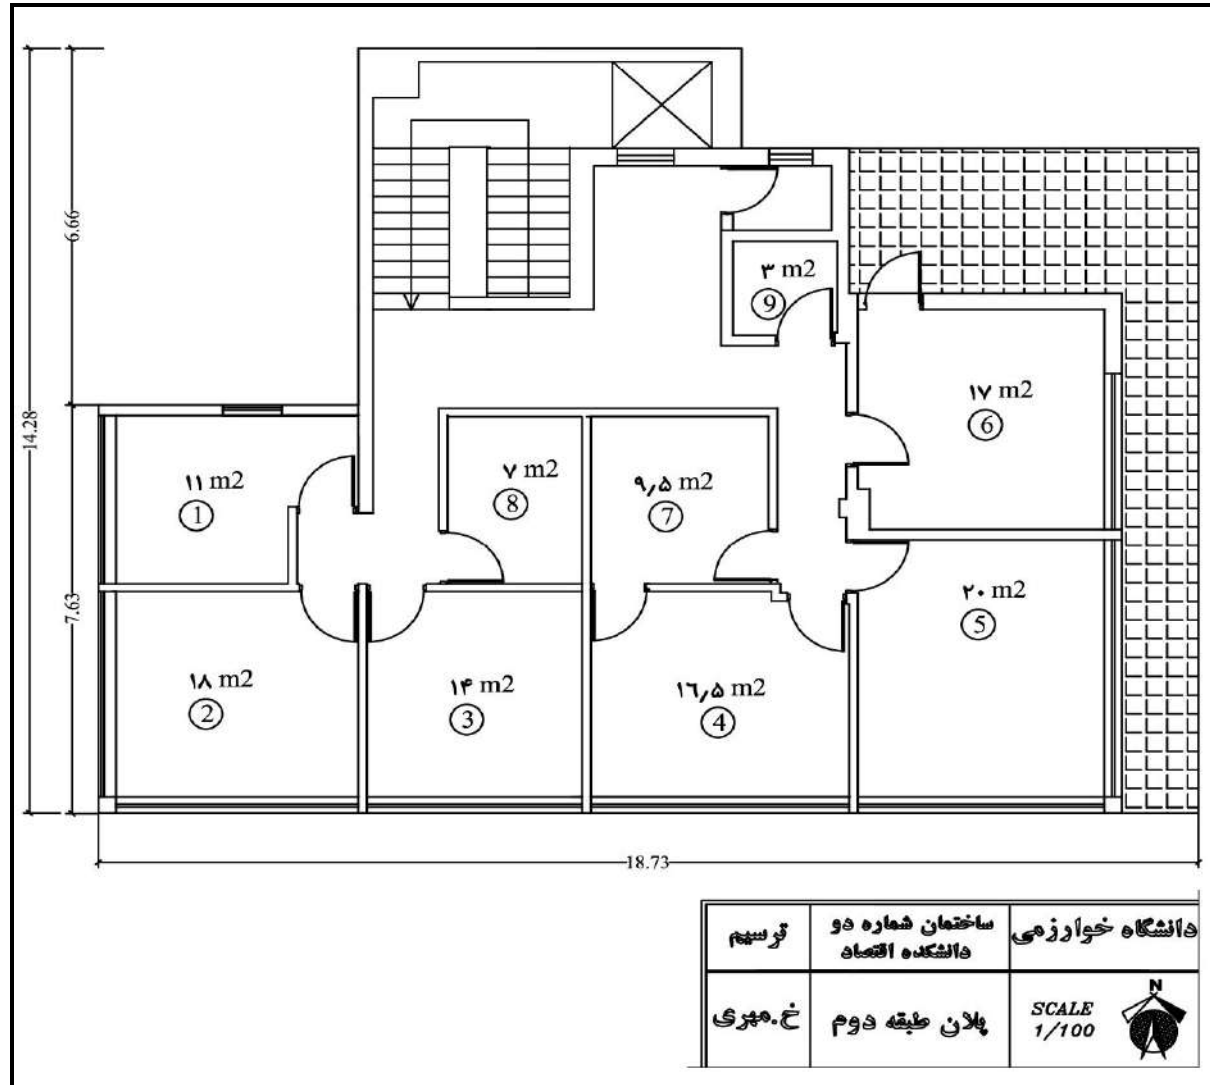 6.66
14.28
7.63
18.73
۳ m2
9
۱۷ m2
6
۱۱ m2
1
۷ m2
8
۹٫۵ m2
7
۲۰ m2
5
۱۸ m2
2
۱۴ m2
3
۱۶٫۵ m2
4
دانشگاه خوارزمی
ساختمان شماره دو
دانشکده اقتصاد
ترسیم
N
SCALE
1/100
پلان طبقه دوم
خ.مهری